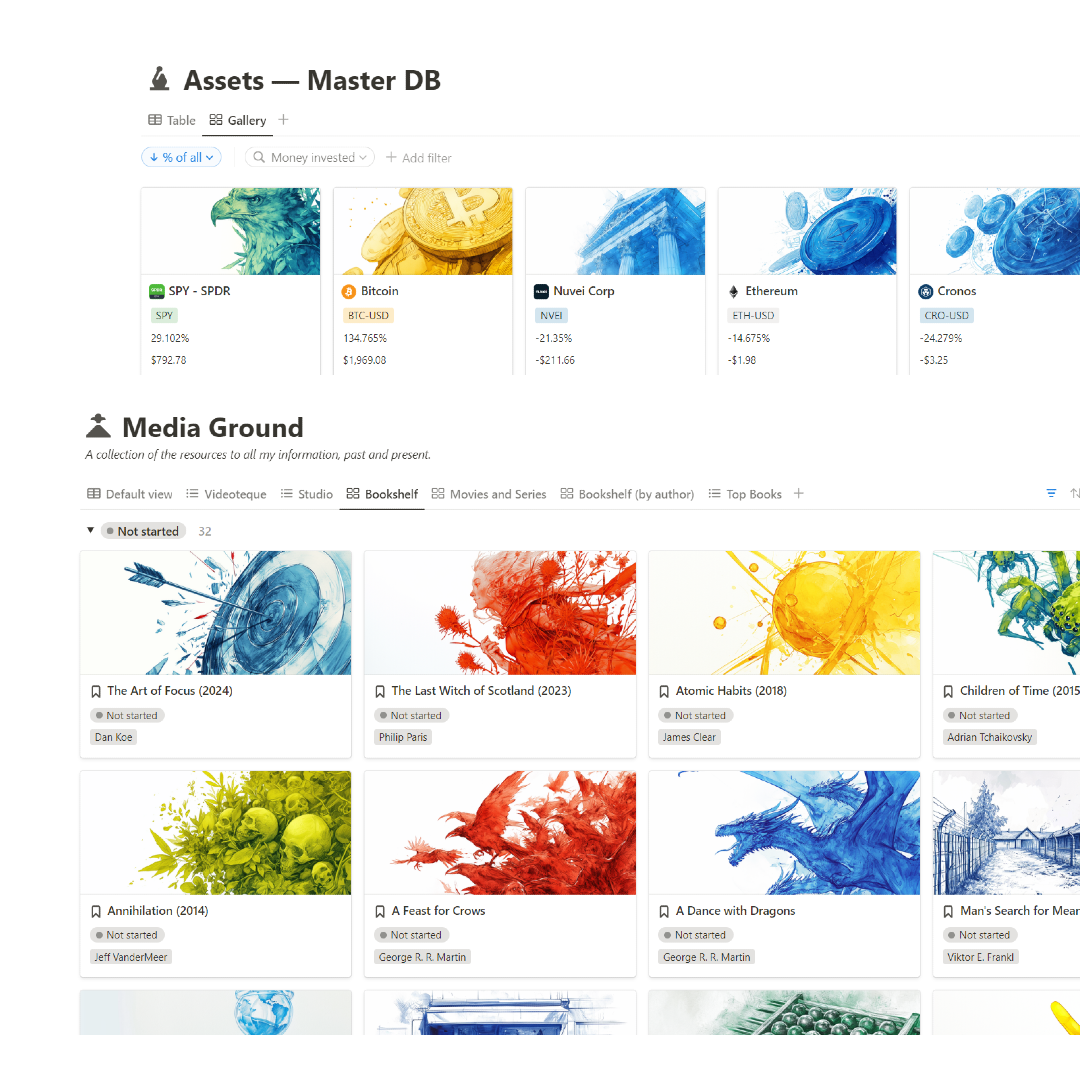 Assets — Master DB
Table Gallery
% of all Money invested Add filter
SPY - SPDR Bitcoin Nuvei Corp Ethereum Cronos
SPY BTC-USD NVEI ETH-USD CRO-USD
29.102% 134.765% -21.35% -14.675% -24.279%
$792.78 $1,969.08 -$211.66 -$1.98 -$3.25
Media Ground
A collection of the resources to all my information, past and present.
Default view Videoteque Studio Bookshelf Movies and Series Bookshelf (by author) Top Books
Not started 32
The Art of Focus (2024) The Last Witch of Scotland (2023) Atomic Habits (2018) Children of Time (2015
Not started Not started Not started Not started
Dan Koe Philip Paris James Clear Adrian Tchaikovsky
Annihilation (2014) A Feast for Crows A Dance with Dragons Man's Search for Mear
Not started Not started Not started Not started
Jeff VanderMeer George R. R. Martin George R. R. Martin Viktor E. Frankl